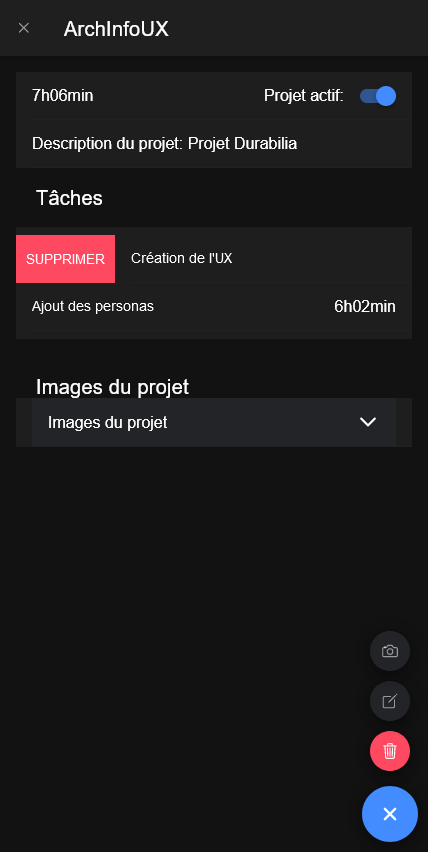 ArchInfoUX
7h06min Projet actif:
Description du projet: Projet Durabilia
Tâches
SUPPRIMER Création de l'UX
Ajout des personas 6h02min
Images du projet
Images du projet